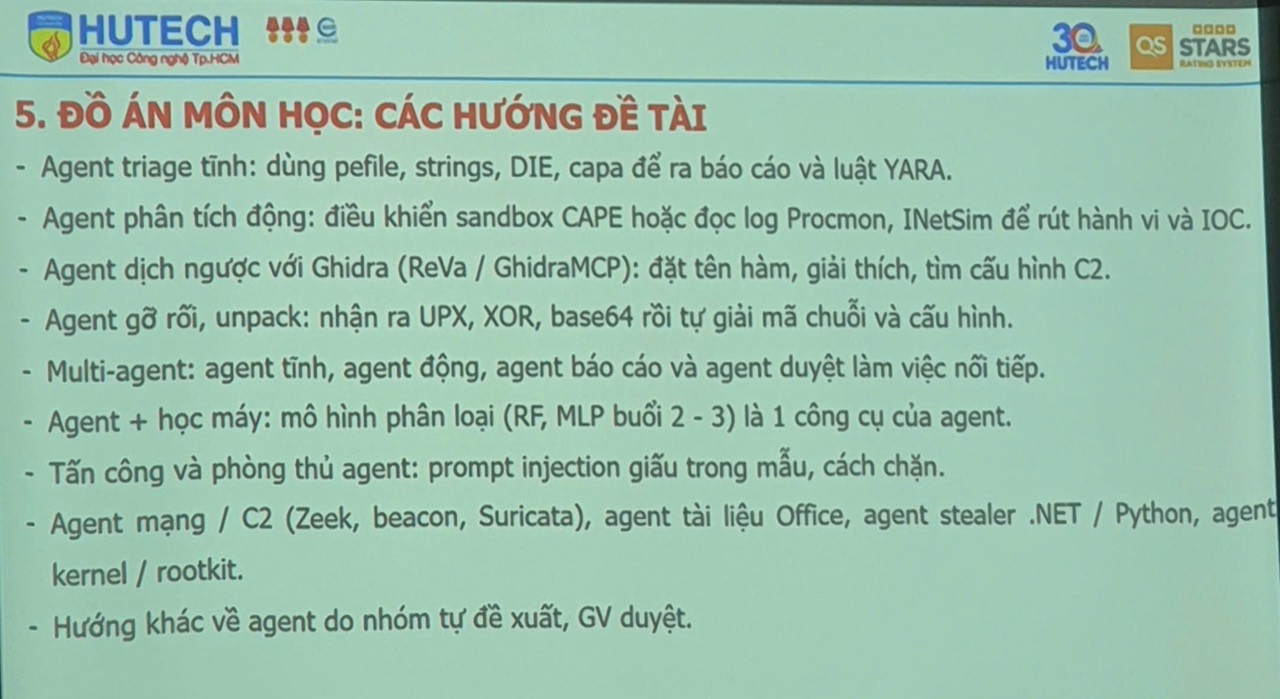 HUTECH
Đại học Công nghệ Tp.HCM
30
HUTECH
QS
STARS
RATING SYSTEM
5. ĐỒ ÁN MÔN HỌC: CÁC HƯỚNG ĐỀ TÀI
- Agent triage tĩnh: dùng pefile, strings, DIE, capa để ra báo cáo và luật YARA.
- Agent phân tích động: điều khiển sandbox CAPE hoặc đọc log Procmon, INetSim để rút hành vi và IOC.
- Agent dịch ngược với Ghidra (ReVa / GhidraMCP): đặt tên hàm, giải thích, tìm cấu hình C2.
- Agent gỡ rối, unpack: nhận ra UPX, XOR, base64 rồi tự giải mã chuỗi và cấu hình.
- Multi-agent: agent tĩnh, agent động, agent báo cáo và agent duyệt làm việc nối tiếp.
- Agent + học máy: mô hình phân loại (RF, MLP buổi 2 - 3) là 1 công cụ của agent.
- Tấn công và phòng thủ agent: prompt injection giấu trong mẫu, cách chặn.
- Agent mạng / C2 (Zeek, beacon, Suricata), agent tài liệu Office, agent stealer .NET / Python, agent
kernel / rootkit.
- Hướng khác về agent do nhóm tự đề xuất, GV duyệt.